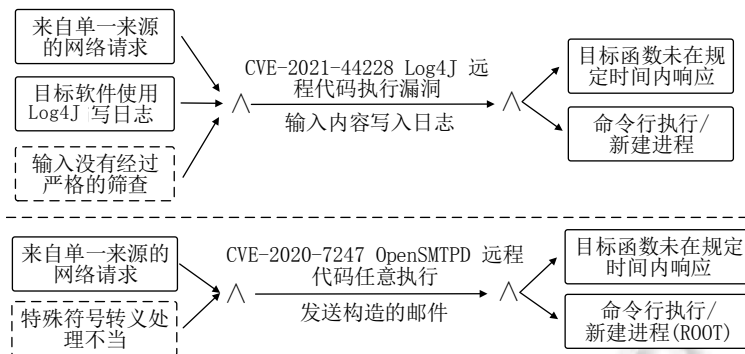 来自单一来源
的网络请求
目标软件使用
Log4J 写日志
输入没有经过
严格的筛查
CVE-2021-44228 Log4J 远
程代码执行漏洞
输入内容写入日志
目标函数未在规
定时间内响应
命令行执行/
新建进程
来自单一来源的
网络请求
特殊符号转义处
理不当
CVE-2020-7247 OpenSMTPD 远程
代码任意执行
发送构造的邮件
目标函数未在规定
时间内响应
命令行执行/
新建进程(ROOT)